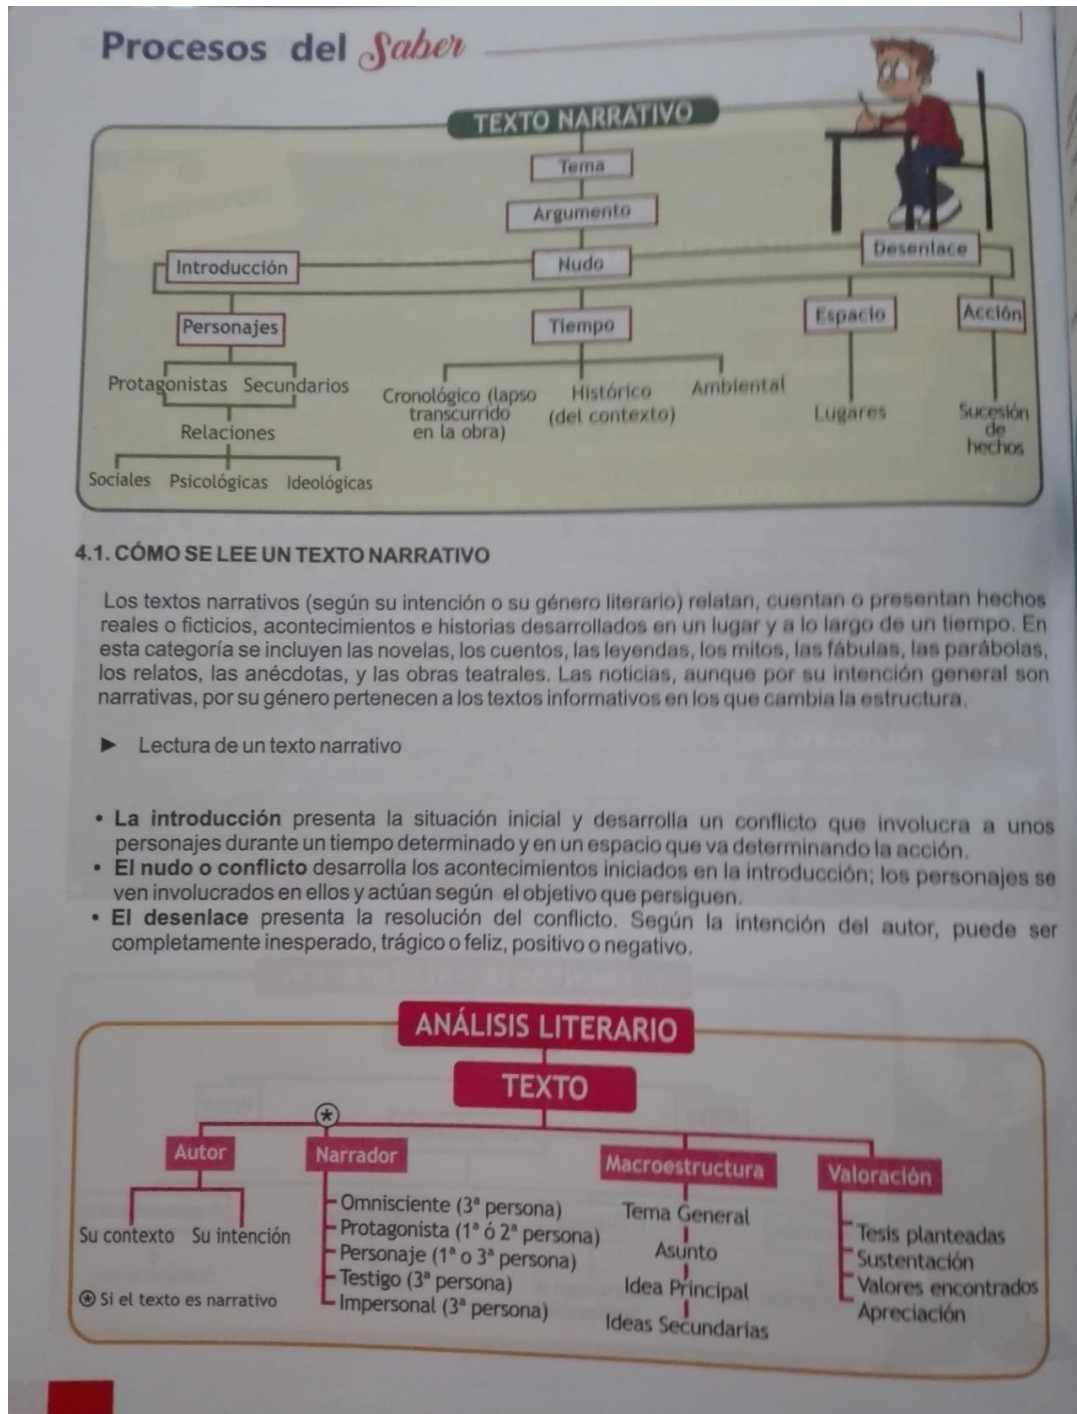 Procesos del Saber
TEXTO NARRATIVO
Tema
Argumento
Introducción
Nudo
Desenlace
Personajes
Tiempo
Espacio
Acción
Protagonistas Secundarios
Relaciones
Sociales Psicológicas Ideológicas
Cronológico (lapso
transcurrido
en la obra)
Histórico
(del contexto)
Ambiental
Lugares
Sucesión
de
hechos
4.1. CÓMO SE LEE UN TEXTO NARRATIVO
Los textos narrativos (según su intención o su género literario) relatan, cuentan o presentan hechos
reales o ficticios, acontecimientos e historias desarrollados en un lugar y a lo largo de un tiempo. En
esta categoría se incluyen las novelas, los cuentos, las leyendas, los mitos, las fábulas, las parábolas,
los relatos, las anécdotas, y las obras teatrales. Las noticias, aunque por su intención general son
narrativas, por su género pertenecen a los textos informativos en los que cambia la estructura.
► Lectura de un texto narrativo
• La introducción presenta la situación inicial y desarrolla un conflicto que involucra a unos
personajes durante un tiempo determinado y en un espacio que va determinando la acción.
• El nudo o conflicto desarrolla los acontecimientos iniciados en la introducción; los personajes se
ven involucrados en ellos y actúan según el objetivo que persiguen.
• El desenlace presenta la resolución del conflicto. Según la intención del autor, puede ser
completamente inesperado, trágico o feliz, positivo o negativo.
ANÁLISIS LITERARIO
TEXTO
*
Autor
Su contexto Su intención
* Si el texto es narrativo
Narrador
Omnisciente (3ª persona)
Protagonista (1ª ó 2ª persona)
Personaje (1ª o 3ª persona)
Testigo (3ª persona)
Impersonal (3ª persona)
Macroestructura
Tema General
Asunto
Idea Principal
Ideas Secundarias
Valoración
Tesis planteadas
Sustentación
Valores encontrados
Apreciación